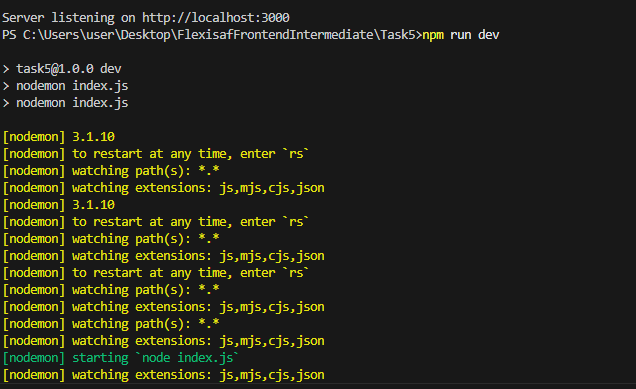 Server listening on http://localhost:3000
PS C:\Users\user\Desktop\FlexisafFrontendIntermediate\Task5>npm run dev
> task5@1.0.0 dev
> nodemon index.js
> nodemon index.js
[nodemon] 3.1.10
[nodemon] to restart at any time, enter `rs`
[nodemon] watching path(s): *.*
[nodemon] watching extensions: js,mjs,cjs,json
[nodemon] 3.1.10
[nodemon] to restart at any time, enter `rs`
[nodemon] watching path(s): *.*
[nodemon] watching extensions: js,mjs,cjs,json
[nodemon] to restart at any time, enter `rs`
[nodemon] watching path(s): *.*
[nodemon] watching extensions: js,mjs,cjs,json
[nodemon] watching path(s): *.*
[nodemon] watching extensions: js,mjs,cjs,json
[nodemon] starting `node index.js`
[nodemon] watching extensions: js,mjs,cjs,json